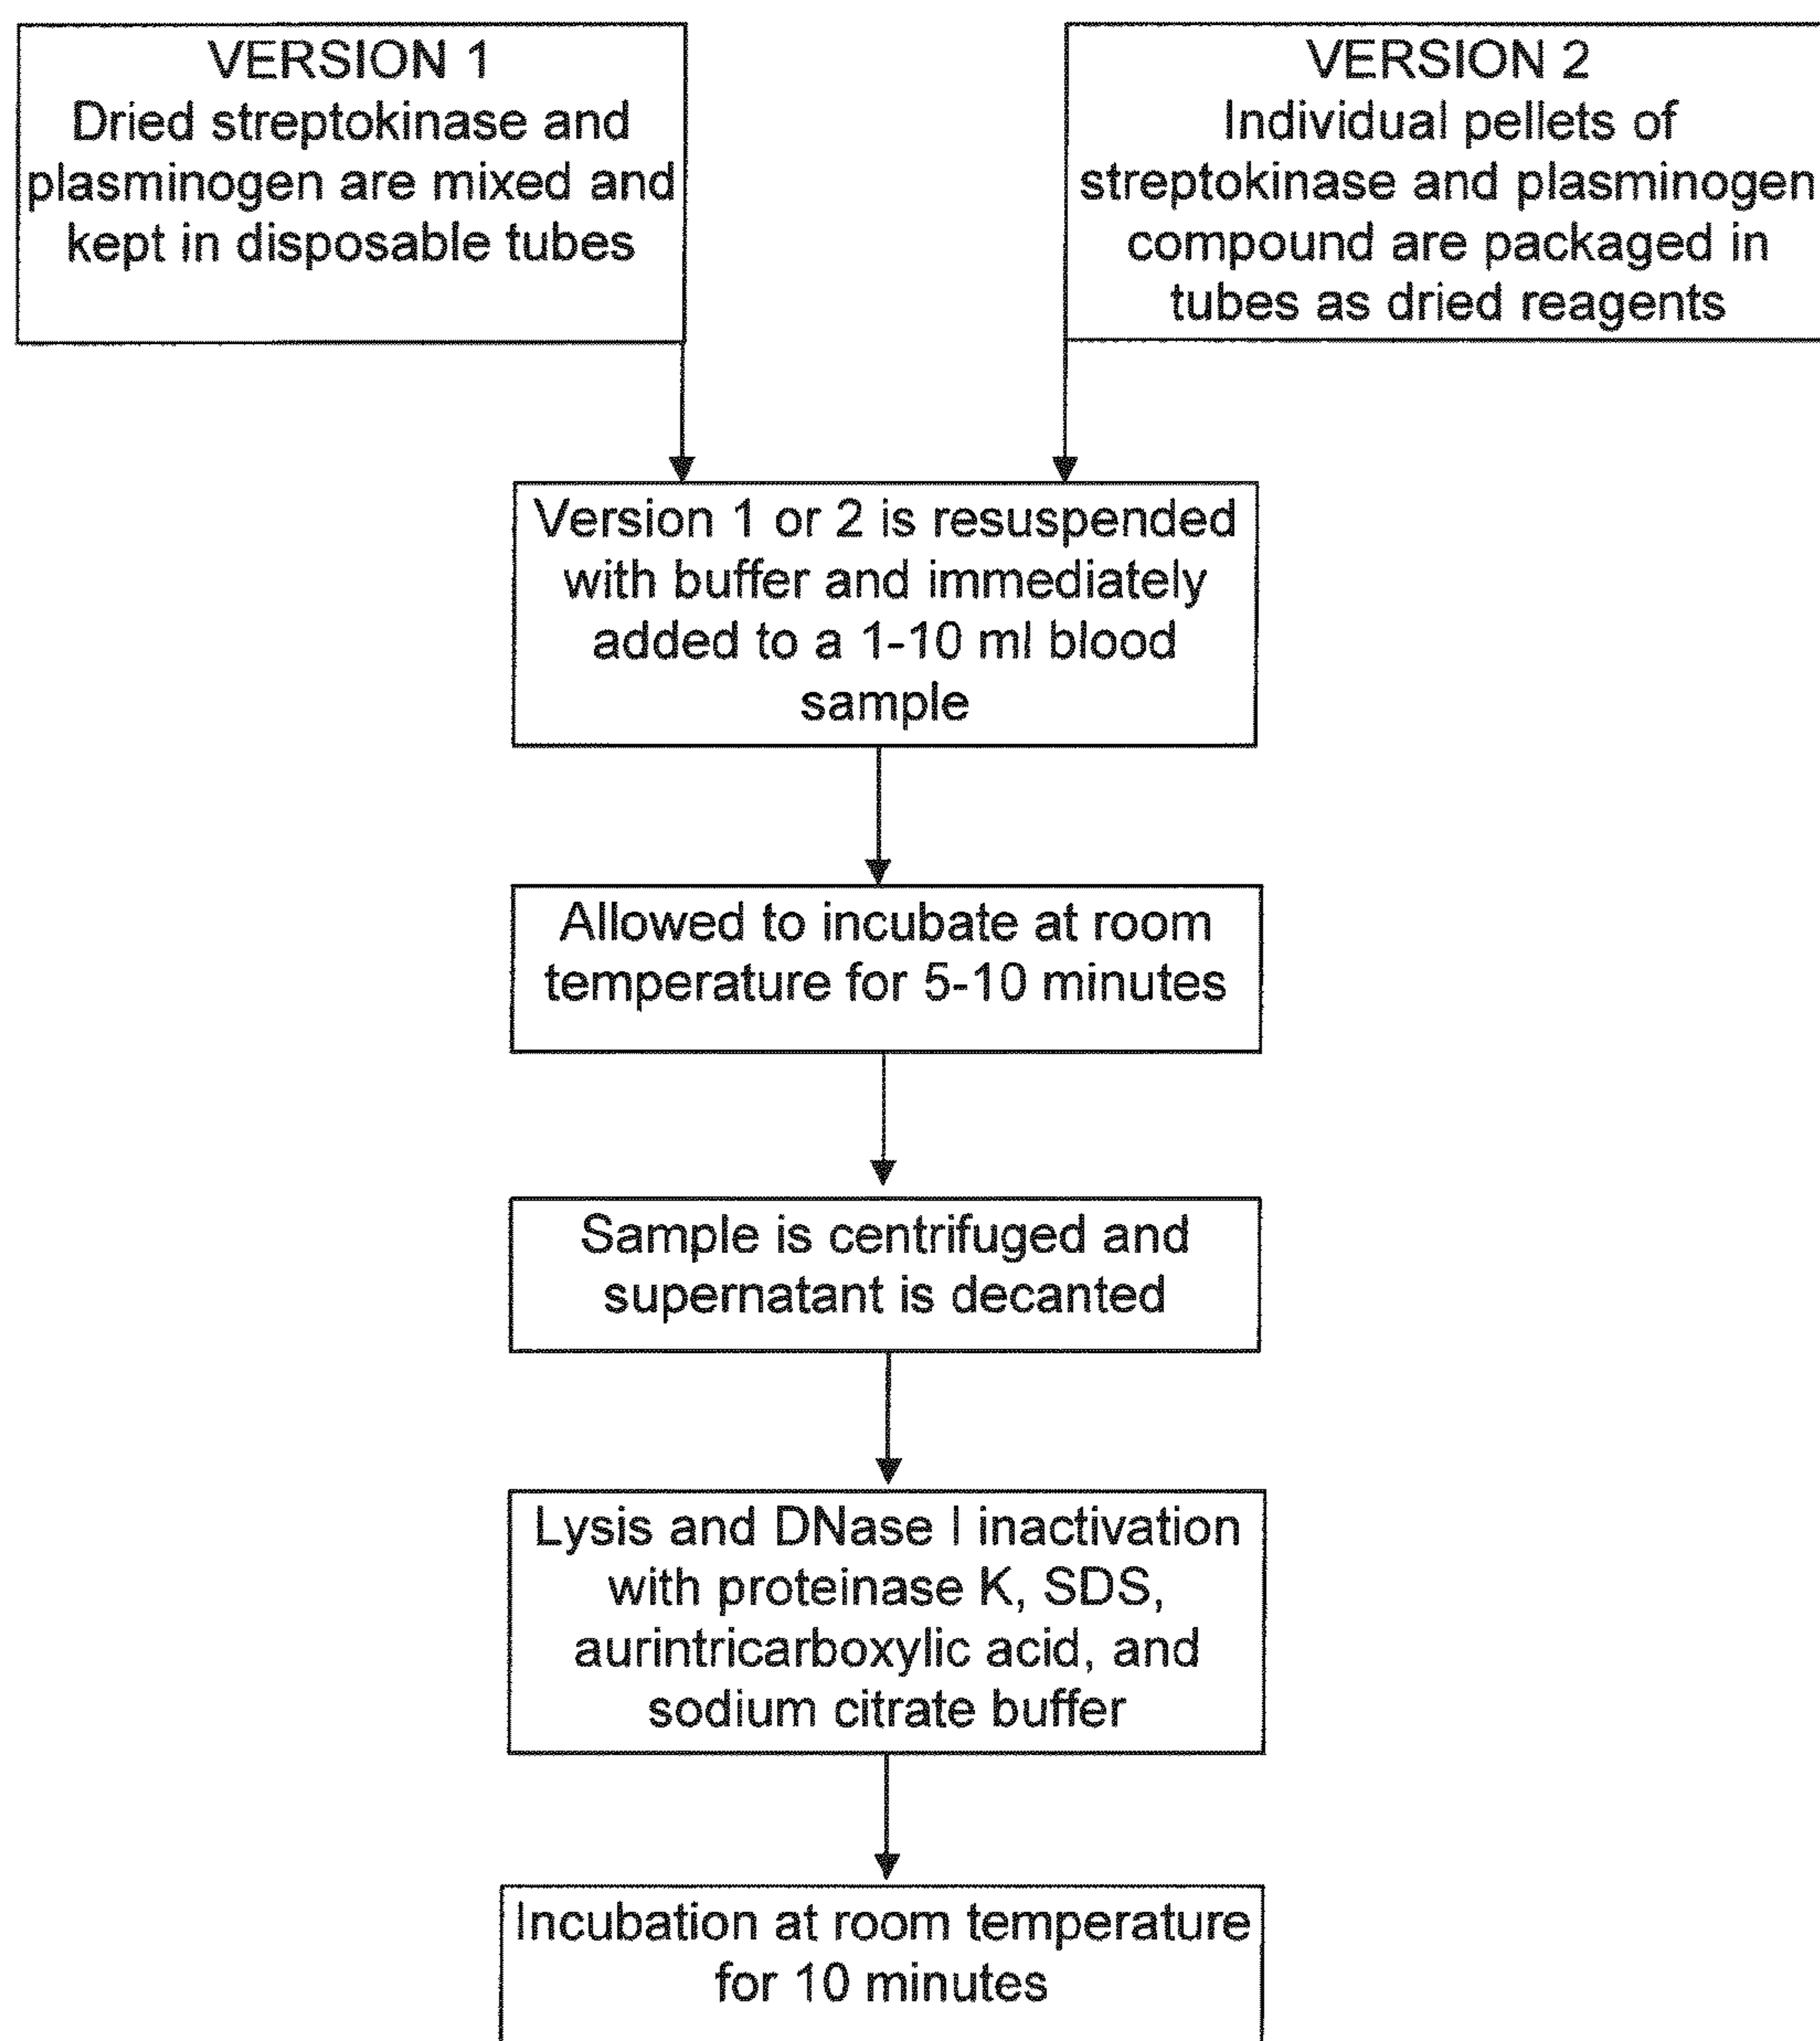 VERSION 1
Dried streptokinase and
plasminogen are mixed and
kept in disposable tubes
VERSION 2
Individual pellets of
streptokinase and plasminogen
compound are packaged in
tubes as dried reagents
Version 1 or 2 is resuspended
with buffer and immediately
added to a 1-10 ml blood
sample
Allowed to incubate at room
temperature for 5-10 minutes
Sample is centrifuged and
supernatant is decanted
Lysis and DNase I inactivation
with proteinase K, SDS,
aurintricarboxylic acid, and
sodium citrate buffer
Incubation at room temperature
for 10 minutes